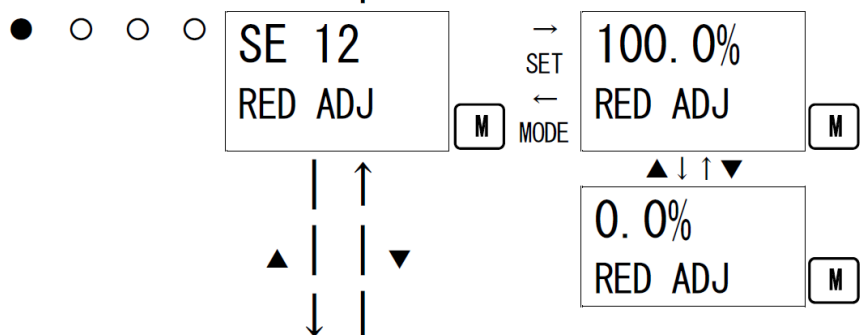 ● ○ ○ ○
SE 12
RED ADJ
M
→
SET
←
MODE
100.0%
RED ADJ
M
▲↓↑▼
0.0%
RED ADJ
M
▲ ↓ ↑ ▼